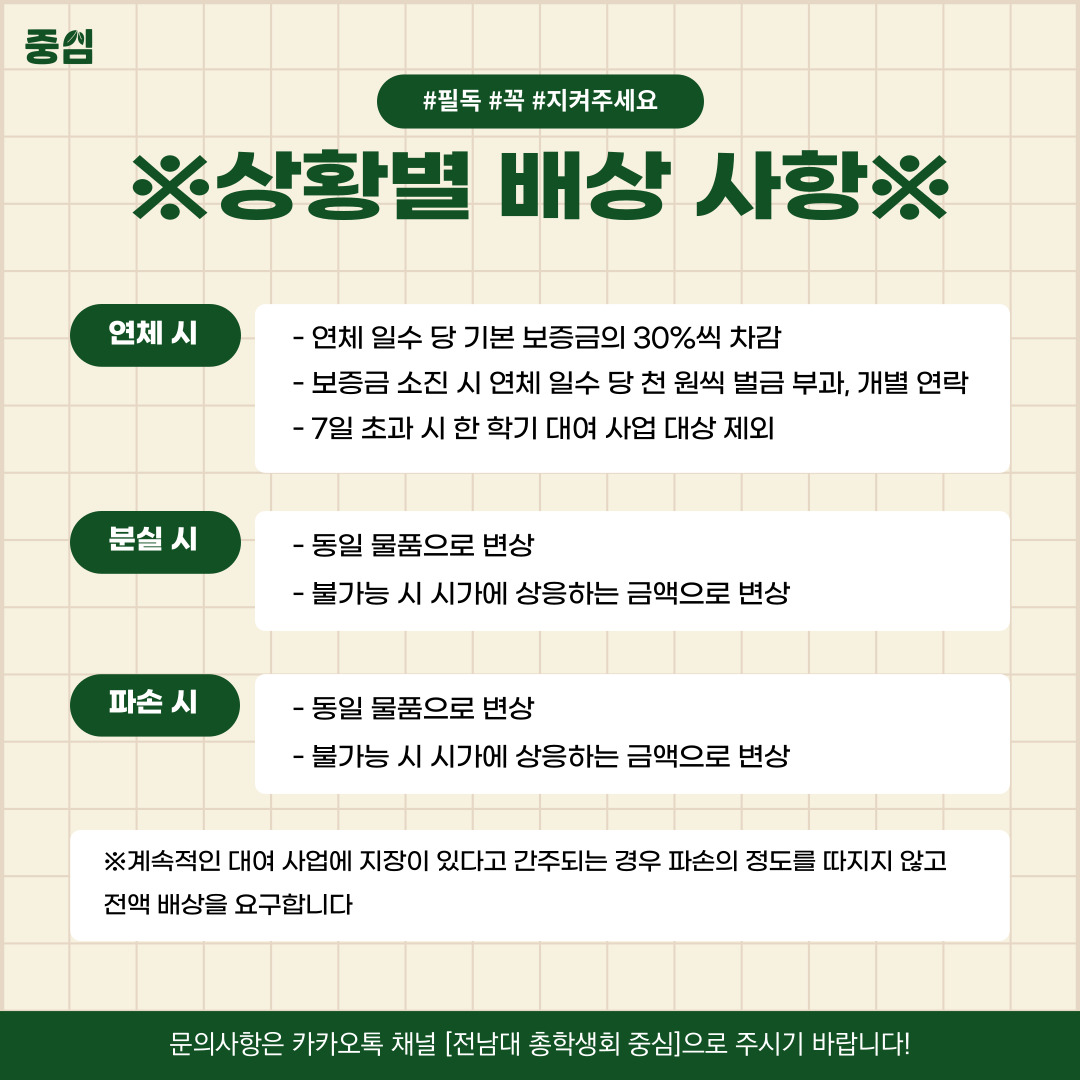 중심
#필독 #꼭 #지켜주세요
※상황별 배상 사항※
연체 시
- 연체 일수 당 기본 보증금의 30%씩 차감
- 보증금 소진 시 연체 일수 당 천 원씩 벌금 부과, 개별 연락
- 7일 초과 시 한 학기 대여 사업 대상 제외
분실 시
- 동일 물품으로 변상
- 불가능 시 시가에 상응하는 금액으로 변상
파손 시
- 동일 물품으로 변상
- 불가능 시 시가에 상응하는 금액으로 변상
※계속적인 대여 사업에 지장이 있다고 간주되는 경우 파손의 정도를 따지지 않고
전액 배상을 요구합니다
문의사항은 카카오톡 채널 [전남대 총학생회 중심]으로 주시기 바랍니다!